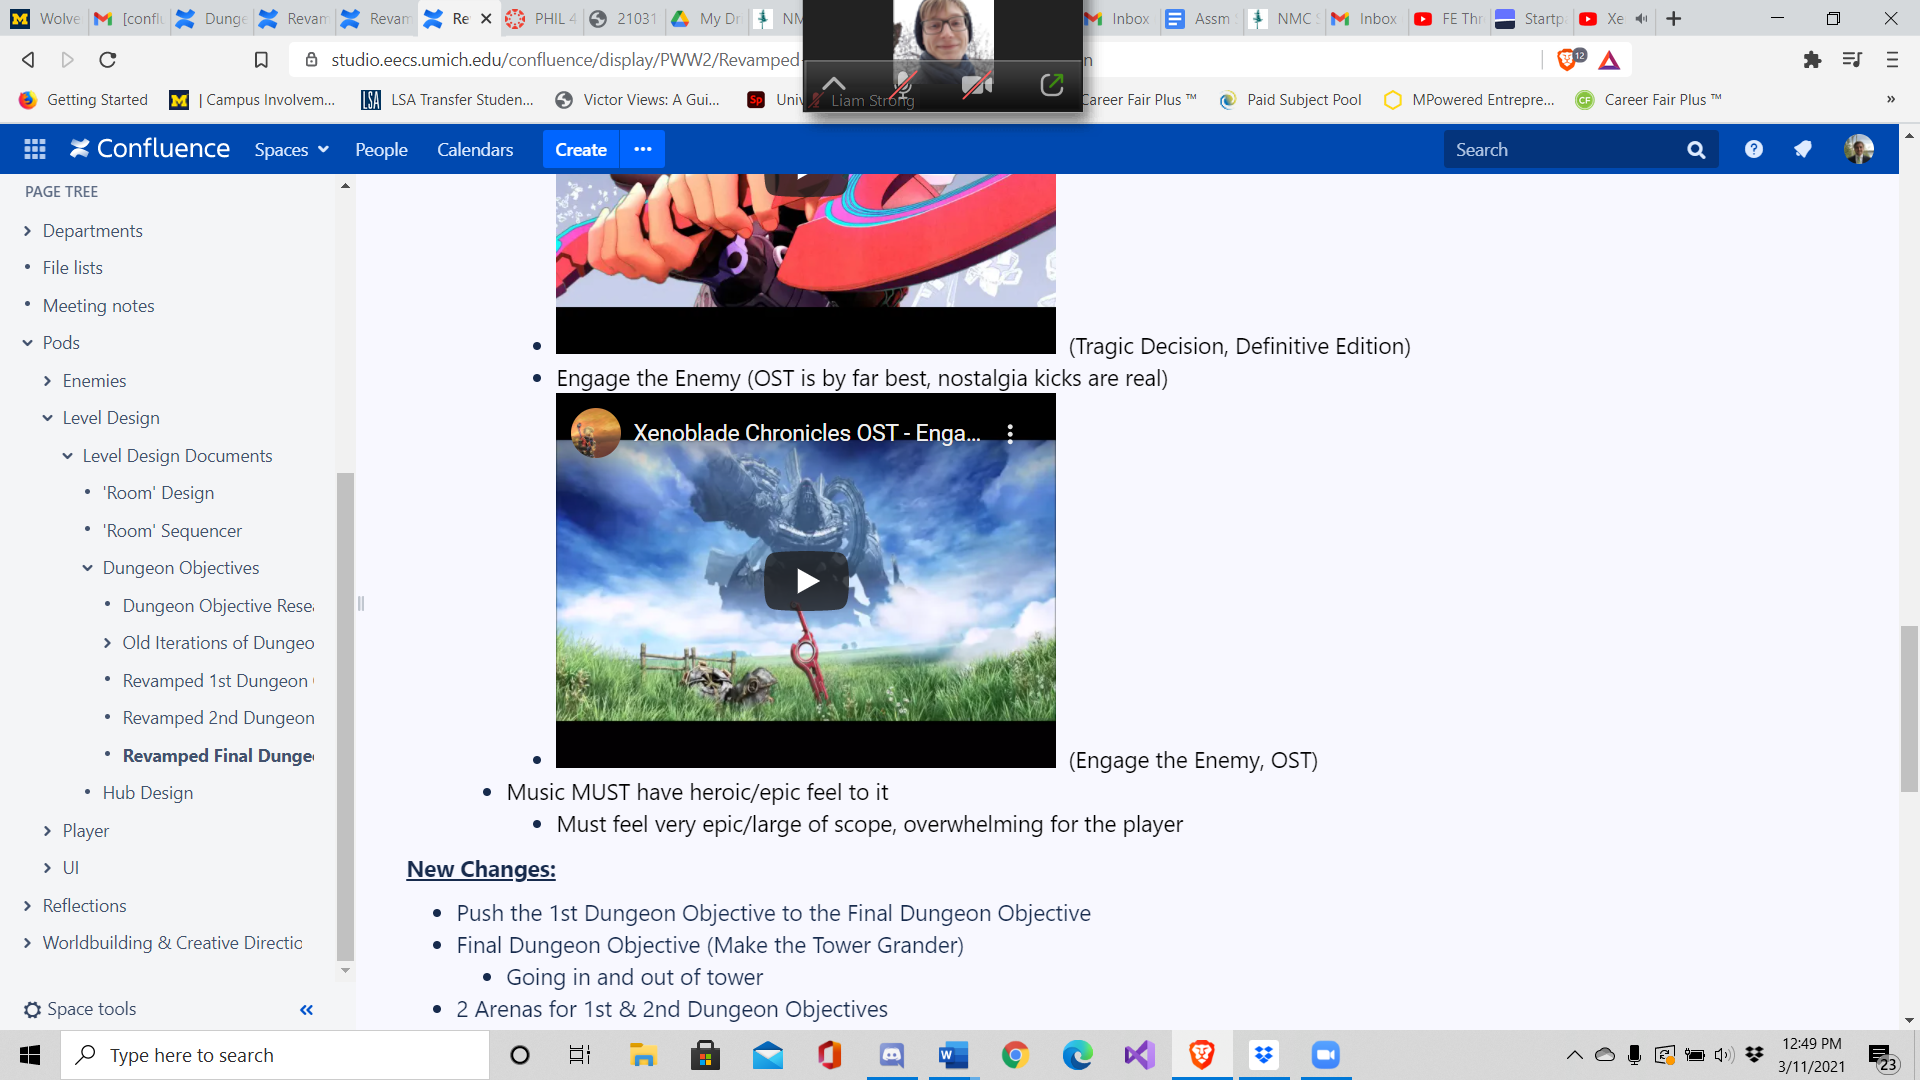 Wolve
[conflu
Dunge
Revam
Revam
Re
PHIL 4
21031
My Dr
NM
Inbox
Assm
NMC S
Inbox
FE Thr
Startp
Xe
studio.eecs.umich.edu/confluence/display/PWW2/Revamped-
n
12
Liam Strong
Getting Started
| Campus Involvem...
LSA Transfer Studen...
Victor Views: A Gui...
Univ
Career Fair Plus ™
Paid Subject Pool
MPowered Entrepre...
Career Fair Plus ™
»
Confluence
Spaces
People
Calendars
Create
Search
PAGE TREE
Departments
File lists
Meeting notes
Pods
Enemies
Level Design
Level Design Documents
'Room' Design
'Room' Sequencer
Dungeon Objectives
Dungeon Objective Resea
Old Iterations of Dungeo
Revamped 1st Dungeon
Revamped 2nd Dungeon
Revamped Final Dunge
Hub Design
Player
UI
Reflections
Worldbuilding & Creative Directio
Space tools
«
(Tragic Decision, Definitive Edition)
Engage the Enemy (OST is by far best, nostalgia kicks are real)
Xenoblade Chronicles OST - Enga...
(Engage the Enemy, OST)
Music MUST have heroic/epic feel to it
Must feel very epic/large of scope, overwhelming for the player
New Changes:
Push the 1st Dungeon Objective to the Final Dungeon Objective
Final Dungeon Objective (Make the Tower Grander)
Going in and out of tower
2 Arenas for 1st & 2nd Dungeon Objectives
Type here to search
12:49 PM
3/11/2021
23